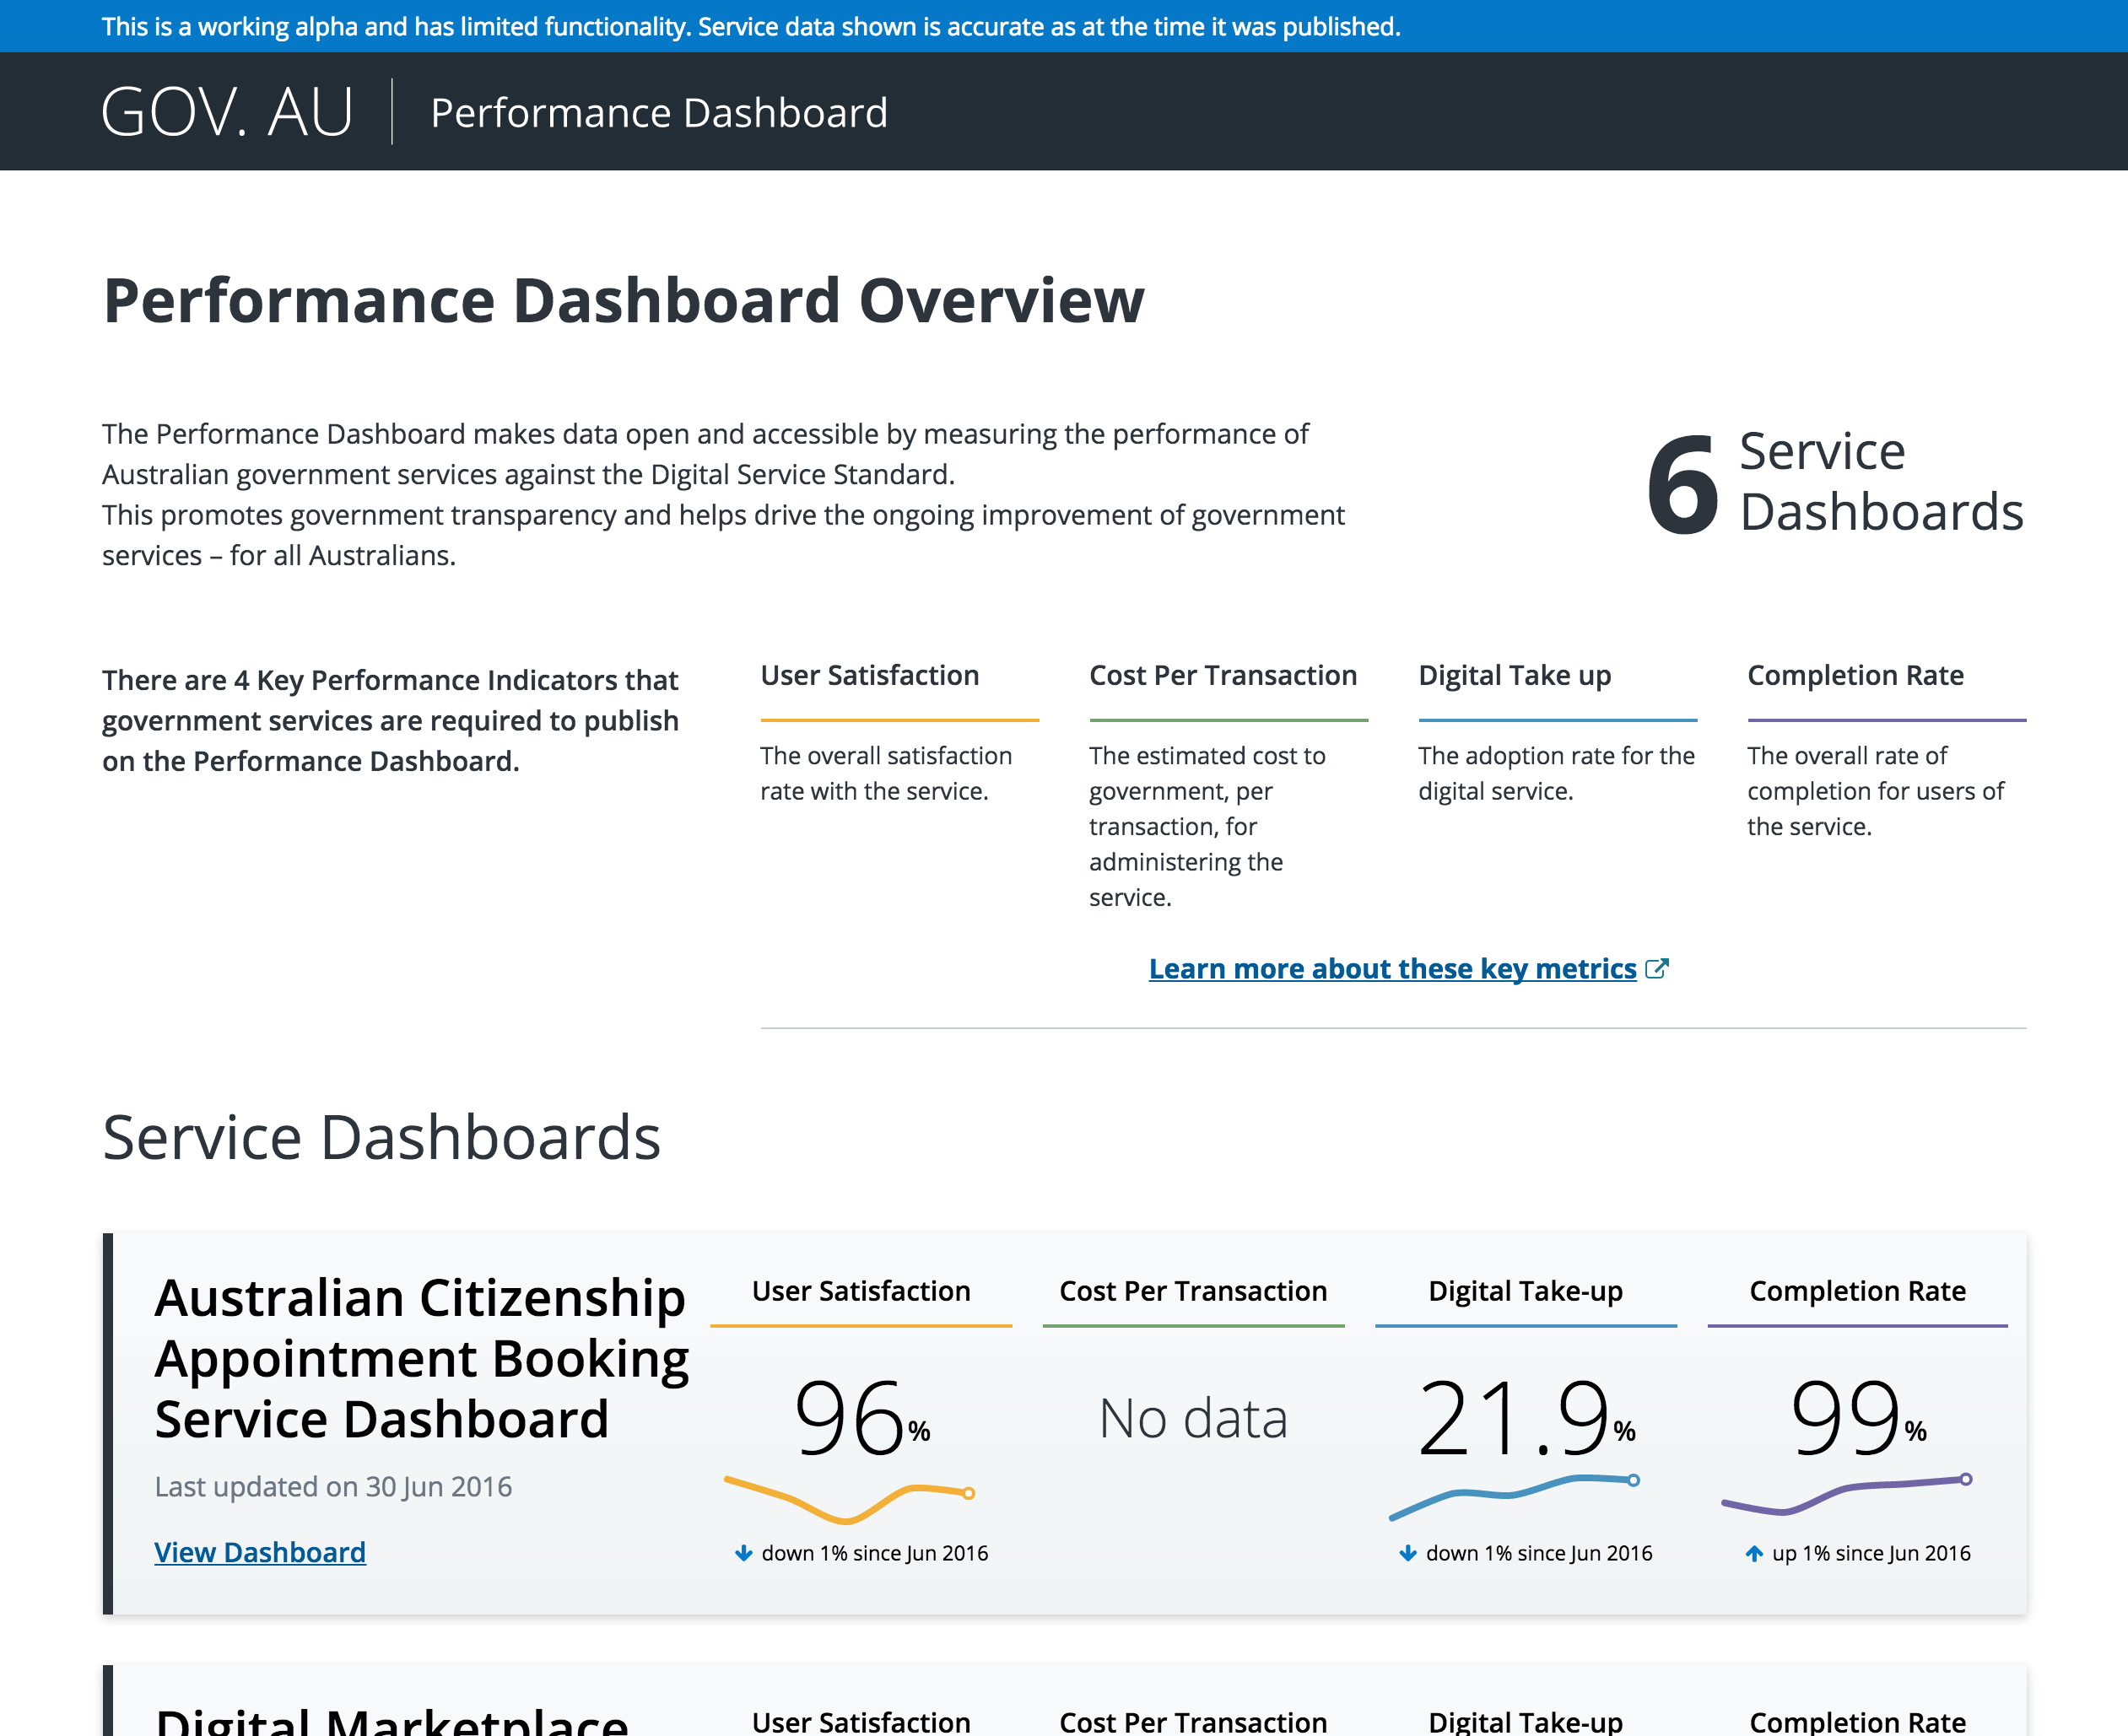 This is a working alpha and has limited functionality. Service data shown is accurate as at the time it was published.
GOV. AU
Performance Dashboard
Performance Dashboard Overview
The Performance Dashboard makes data open and accessible by measuring the performance of
Australian government services against the Digital Service Standard.
This promotes government transparency and helps drive the ongoing improvement of government
services – for all Australians.
6
Service
Dashboards
There are 4 Key Performance Indicators that
government services are required to publish
on the Performance Dashboard.
User Satisfaction
The overall satisfaction
rate with the service.
Cost Per Transaction
The estimated cost to
government, per
transaction, for
administering the
service.
Digital Take up
The adoption rate for the
digital service.
Completion Rate
The overall rate of
completion for users of
the service.
Learn more about these key metrics
Service Dashboards
Australian Citizenship
Appointment Booking
Service Dashboard
Last updated on 30 Jun 2016
View Dashboard
User Satisfaction
96%
down 1% since Jun 2016
Cost Per Transaction
No data
Digital Take-up
21.9%
down 1% since Jun 2016
Completion Rate
99%
up 1% since Jun 2016
Digital Marketplace
User Satisfaction
Cost Per Transaction
Digital Take-up
Completion Rate